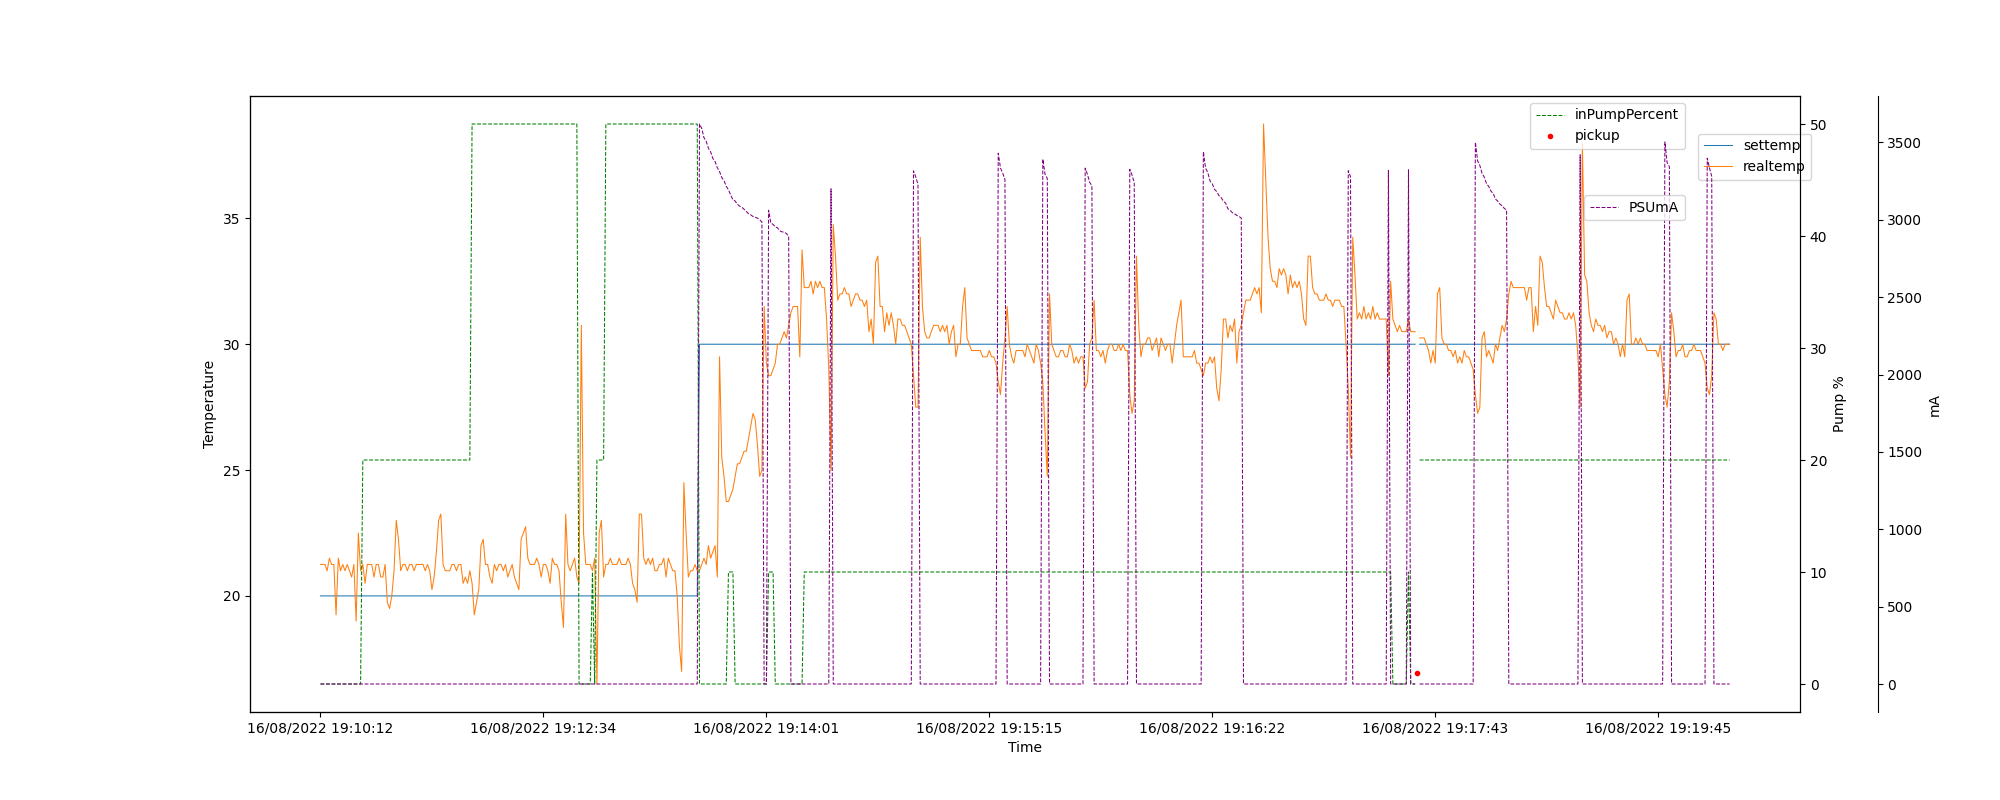 inPumpPercent
pickup
settemp
realtemp
PSUmA
35
30
25
20
Temperature
50
40
30
20
10
0
Pump %
3500
3000
2500
2000
1500
1000
500
0
mA
16/08/2022 19:10:12
16/08/2022 19:12:34
16/08/2022 19:14:01
16/08/2022 19:15:15
16/08/2022 19:16:22
16/08/2022 19:17:43
16/08/2022 19:19:45
Time